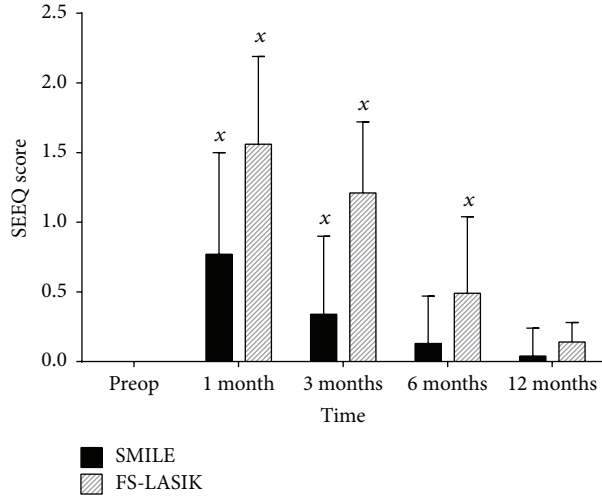 SEEQ score
2.5
2.0
1.5
1.0
0.5
0.0
x
x
x
x
x
Preop
1 month
3 months
6 months
12 months
Time
SMILE
FS-LASIK